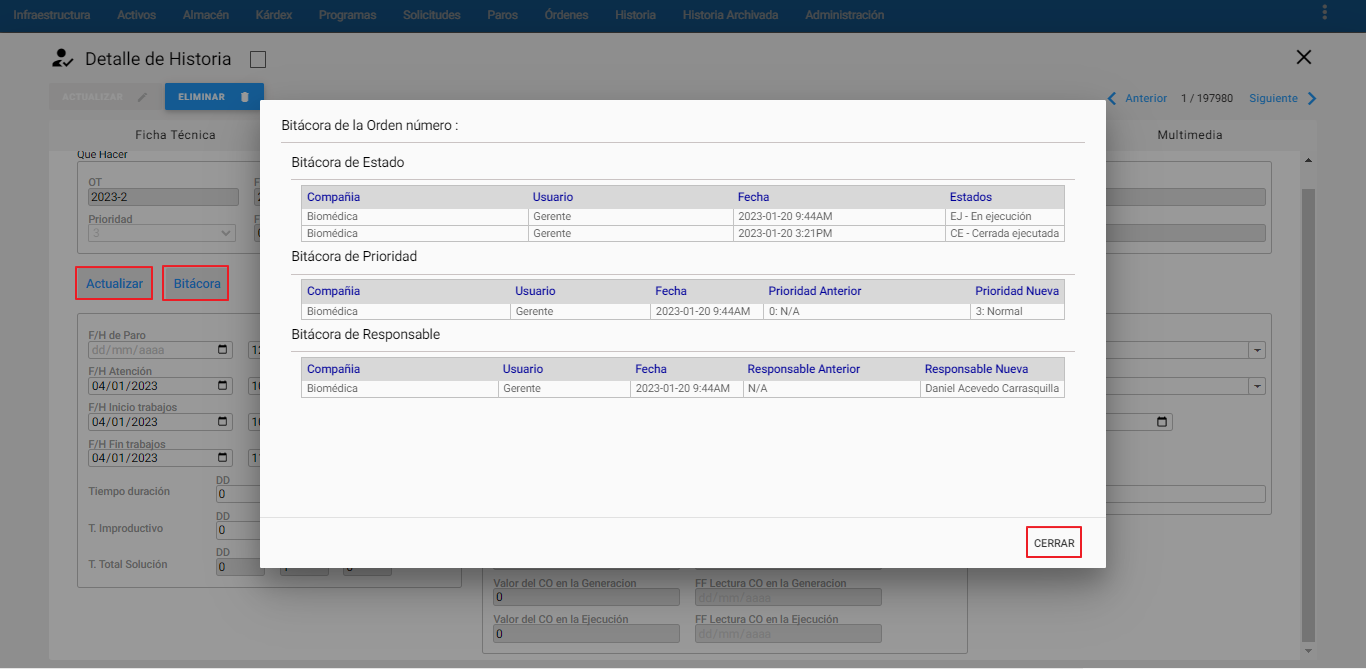 Infraestructura Activos Almacén Kárdex Programas Solicitudes Paros Órdenes Historia Historia Archivada Administración
Detalle de Historia
ACTUALIZAR ELIMINAR
Anterior 1 / 197980 Siguiente
Ficha Técnica Multimedia
Que Hacer
OT
2023-2
Prioridad
3
Actualizar Bitácora
F/H de Paro
dd/mm/aaaa
F/H Atención
04/01/2023
F/H Inicio trabajos
04/01/2023
F/H Fin trabajos
04/01/2023
Tiempo duración DD
0
T. Improductivo DD
0
T. Total Solución DD
0
Bitácora de la Orden número :
Bitácora de Estado
Compañia Usuario Fecha Estados
Biomédica Gerente 2023-01-20 9:44AM EJ - En ejecución
Biomédica Gerente 2023-01-20 3:21PM CE - Cerrada ejecutada
Bitácora de Prioridad
Compañia Usuario Fecha Prioridad Anterior Prioridad Nueva
Biomédica Gerente 2023-01-20 9:44AM 0: N/A 3: Normal
Bitácora de Responsable
Compañia Usuario Fecha Responsable Anterior Responsable Nueva
Biomédica Gerente 2023-01-20 9:44AM N/A Daniel Acevedo Carrasquilla
CERRAR
Valor del CO en la Generacion FF Lectura CO en la Generacion
0 dd/mm/aaaa
Valor del CO en la Ejecución FF Lectura CO en la Ejecución
0 dd/mm/aaaa